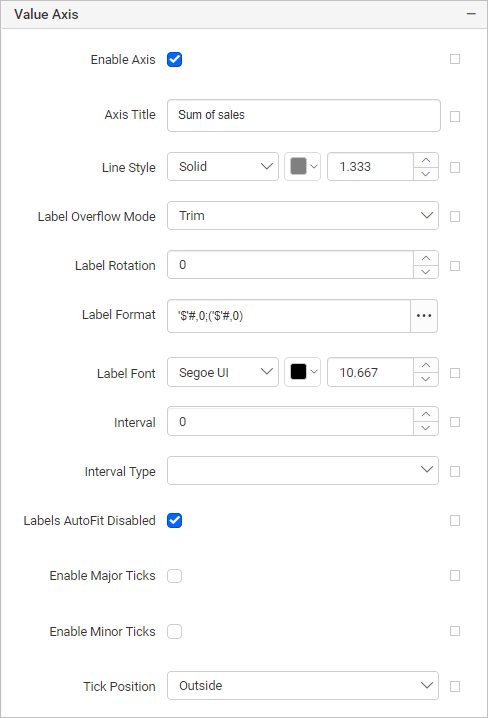 Value Axis
Enable Axis
Axis Title Sum of sales
Line Style Solid 1.333
Label Overflow Mode Trim
Label Rotation 0
Label Format '$'#,0;('$'#,0)
Label Font Segoe UI 10.667
Interval 0
Interval Type
Labels AutoFit Disabled
Enable Major Ticks
Enable Minor Ticks
Tick Position Outside